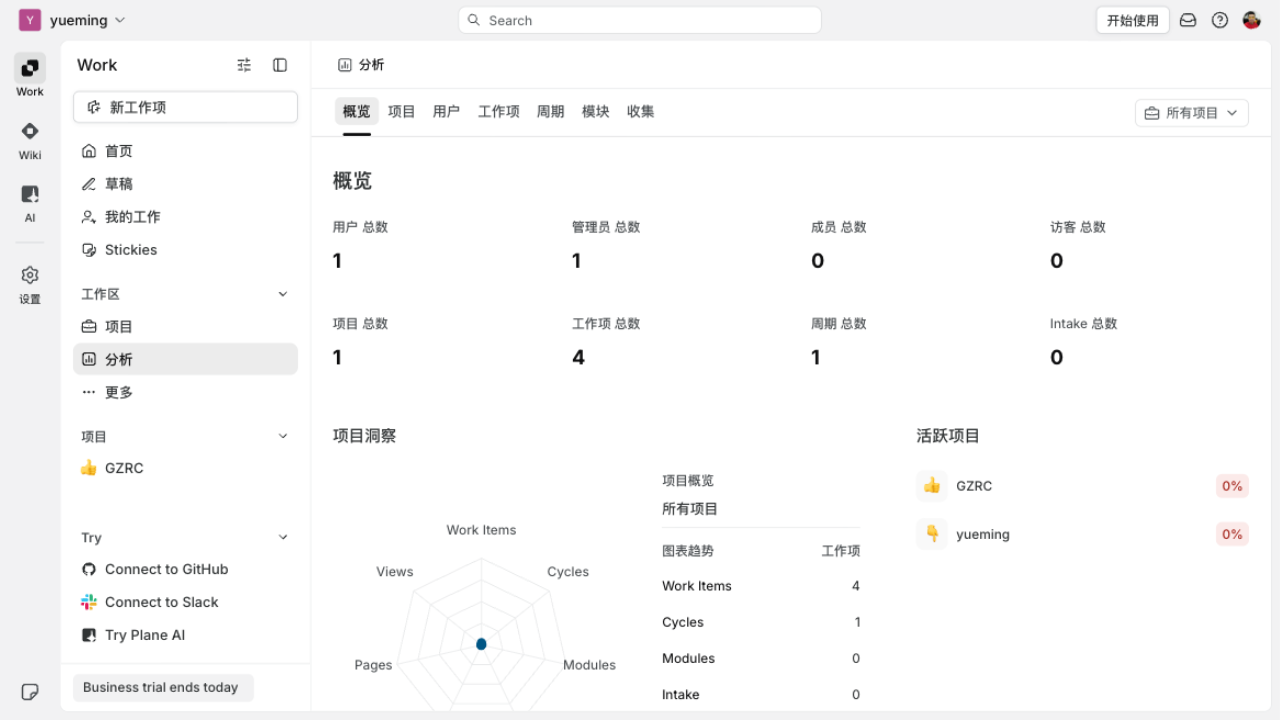 Y
yueming
Search
开始使用
Work
Wiki
AI
设置
Work
新工作项
首页
草稿
我的工作
Stickies
工作区
项目
分析
更多
项目
GZRC
Try
Connect to GitHub
Connect to Slack
Try Plane AI
Business trial ends today
分析
概览 项目 用户 工作项 周期 模块 收集
所有项目
概览
用户 总数 管理员 总数 成员 总数 访客 总数
1 1 0 0
项目 总数 工作项 总数 周期 总数 Intake 总数
1 4 1 0
项目洞察
Work Items
Views Cycles
Pages Modules
项目概览
所有项目
图表趋势 工作项
Work Items 4
Cycles 1
Modules 0
Intake 0
活跃项目
GZRC 0%
yueming 0%